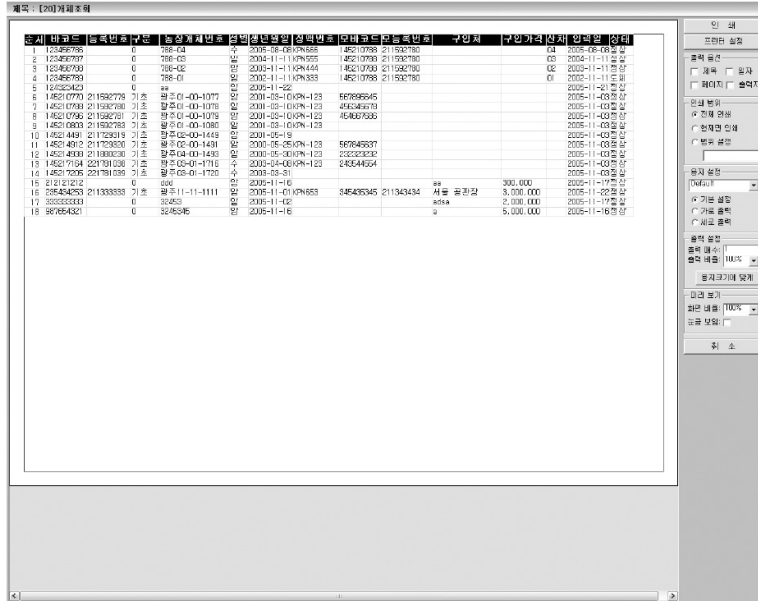 제목 : [20]개체조회
순서 바코드 등록번호 구분 농장개체번호 성별 생년월일 정액번호 모바코드 모등록번호 구입처 구입가격 산차 입력일 상태
1 123456786 0 788-04 수 2005-08-08 KPN666 145210788 211592780 04 2005-08-08 정상
2 123456787 0 788-03 암 2004-11-11 KPN555 145210788 211592780 03 2004-11-11 정상
3 123456788 0 788-02 암 2003-11-11 KPN444 145210788 211592780 02 2003-11-11 정상
4 123456789 0 788-01 암 2002-11-11 KPN333 145210788 211592780 01 2002-11-11 도폐
5 124323423 0 aa 암 2005-11-22 2005-11-21 정상
6 145210770 211592779 기초 광주01-00-1077 암 2001-03-10 KPN-123 567896645 2005-11-03 정상
7 145210788 211592780 기초 광주01-00-1078 암 2001-03-10 KPN-123 456345678 2005-11-03 정상
8 145210796 211592781 기초 광주01-00-1079 암 2001-03-10 KPN-123 454667686 2005-11-03 정상
9 145210803 211592783 기초 광주01-00-1080 암 2001-03-10 KPN-123 2005-11-03 정상
10 145214491 211729319 기초 광주02-00-1449 암 2001-05-19 2005-11-03 정상
11 145214912 211729320 기초 광주02-00-1491 암 2000-05-25 KPN-123 567845637 2005-11-03 정상
12 145214938 211880230 기초 광주04-00-1493 암 2000-05-30 KPN-123 232323232 2005-11-03 정상
13 145217164 221781038 기초 광주03-01-1716 수 2003-04-08 KPN-123 243544554 2005-11-03 정상
14 145217205 221781039 기초 광주03-01-1720 수 2003-03-31 2005-11-03 정상
15 212121212 0 ddd 암 2005-11-16 aa 300,000 2005-11-17 정상
16 235434253 211333333 기초 광주11-11-1111 암 2005-11-01 KPN653 345435345 211343434 서울 공판장 3,000,000 2005-11-22 정상
17 333333333 0 32453 암 2005-11-02 adsa 2,000,000 2005-11-17 정상
18 987654321 0 3245345 암 2005-11-16 a 5,000,000 2005-11-16 정상
인 쇄
프린터 설정
출력 옵션
제목 일자
페이지 출력지
인쇄 범위
전체 인쇄
현재면 인쇄
범위 설정
용지 설정
Default
기본 설정
가로 출력
세로 출력
출력 설정
출력 매수: 1
출력 비율: 100%
용지크기에 맞게
미리 보기
화면 비율: 100%
눈금 보임:
취 소